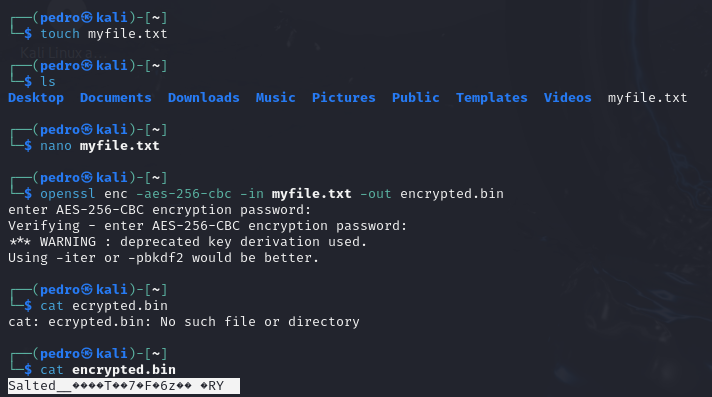 ┌──(pedro㉿kali)-[~]
└─$ touch myfile.txt
Kali Linux a...
┌──(pedro㉿kali)-[~]
└─$ ls
Desktop Documents Downloads Music Pictures Public Templates Videos myfile.txt
┌──(pedro㉿kali)-[~]
└─$ nano myfile.txt
┌──(pedro㉿kali)-[~]
└─$ openssl enc -aes-256-cbc -in myfile.txt -out encrypted.bin
enter AES-256-CBC encryption password:
Verifying - enter AES-256-CBC encryption password:
*** WARNING : deprecated key derivation used.
Using -iter or -pbkdf2 would be better.
┌──(pedro㉿kali)-[~]
└─$ cat ecrypted.bin
cat: ecrypted.bin: No such file or directory
┌──(pedro㉿kali)-[~]
└─$ cat encrypted.bin
Salted__����T��7�F�6z�� �RY